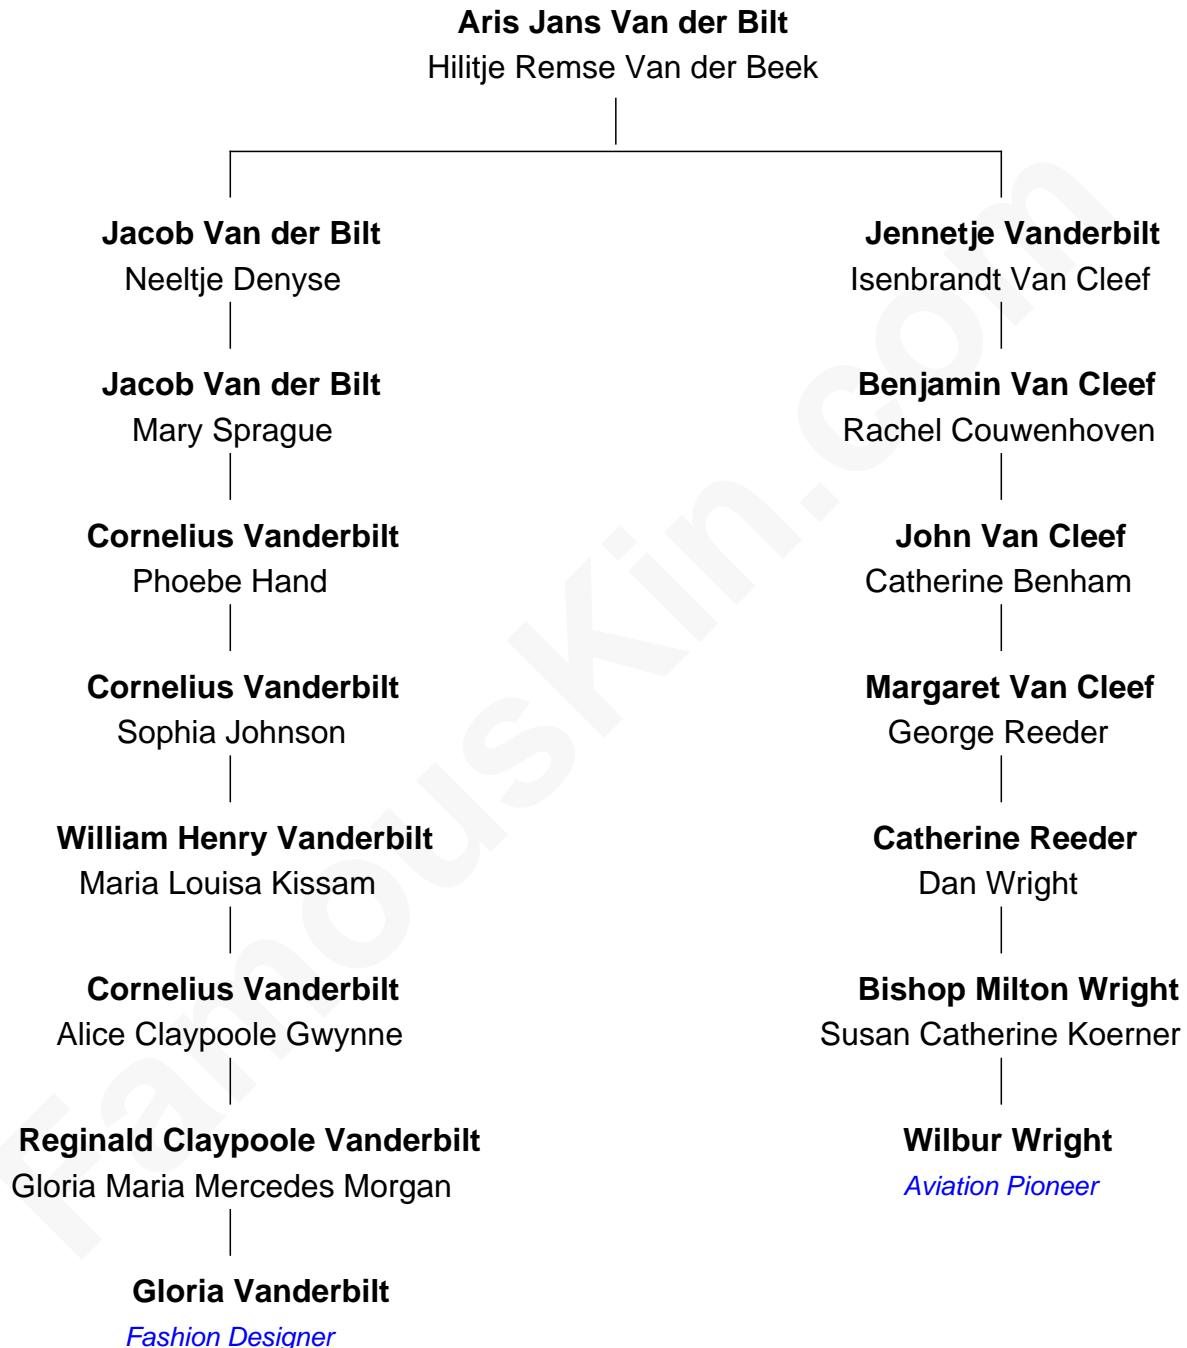 Aris Jans Van der Bilt
Hilitje Remse Van der Beek
Jacob Van der Bilt
Neeltje Denyse
Jacob Van der Bilt
Mary Sprague
Cornelius Vanderbilt
Phoebe Hand
Cornelius Vanderbilt
Sophia Johnson
William Henry Vanderbilt
Maria Louisa Kissam
Cornelius Vanderbilt
Alice Claypoole Gwynne
Reginald Claypoole Vanderbilt
Gloria Maria Mercedes Morgan
Gloria Vanderbilt
Fashion Designer
Jennetje Vanderbilt
Isenbrandt Van Cleef
Benjamin Van Cleef
Rachel Couwenhoven
John Van Cleef
Catherine Benham
Margaret Van Cleef
George Reeder
Catherine Reeder
Dan Wright
Bishop Milton Wright
Susan Catherine Koerner
Wilbur Wright
Aviation Pioneer
FamousKin.com